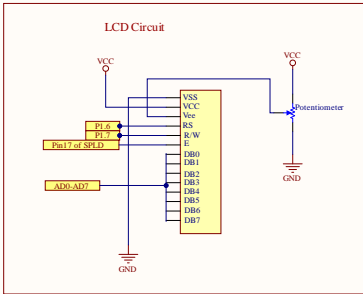 LCD Circuit
VCC
VCC
VSS
VCC
Vee
Potentiometer
P1.6
RS
P1.7
R/W
Pin17 of SPLD
E
DB0
DB1
DB2
DB3
AD0-AD7
DB4
DB5
DB6
DB7
GND
GND